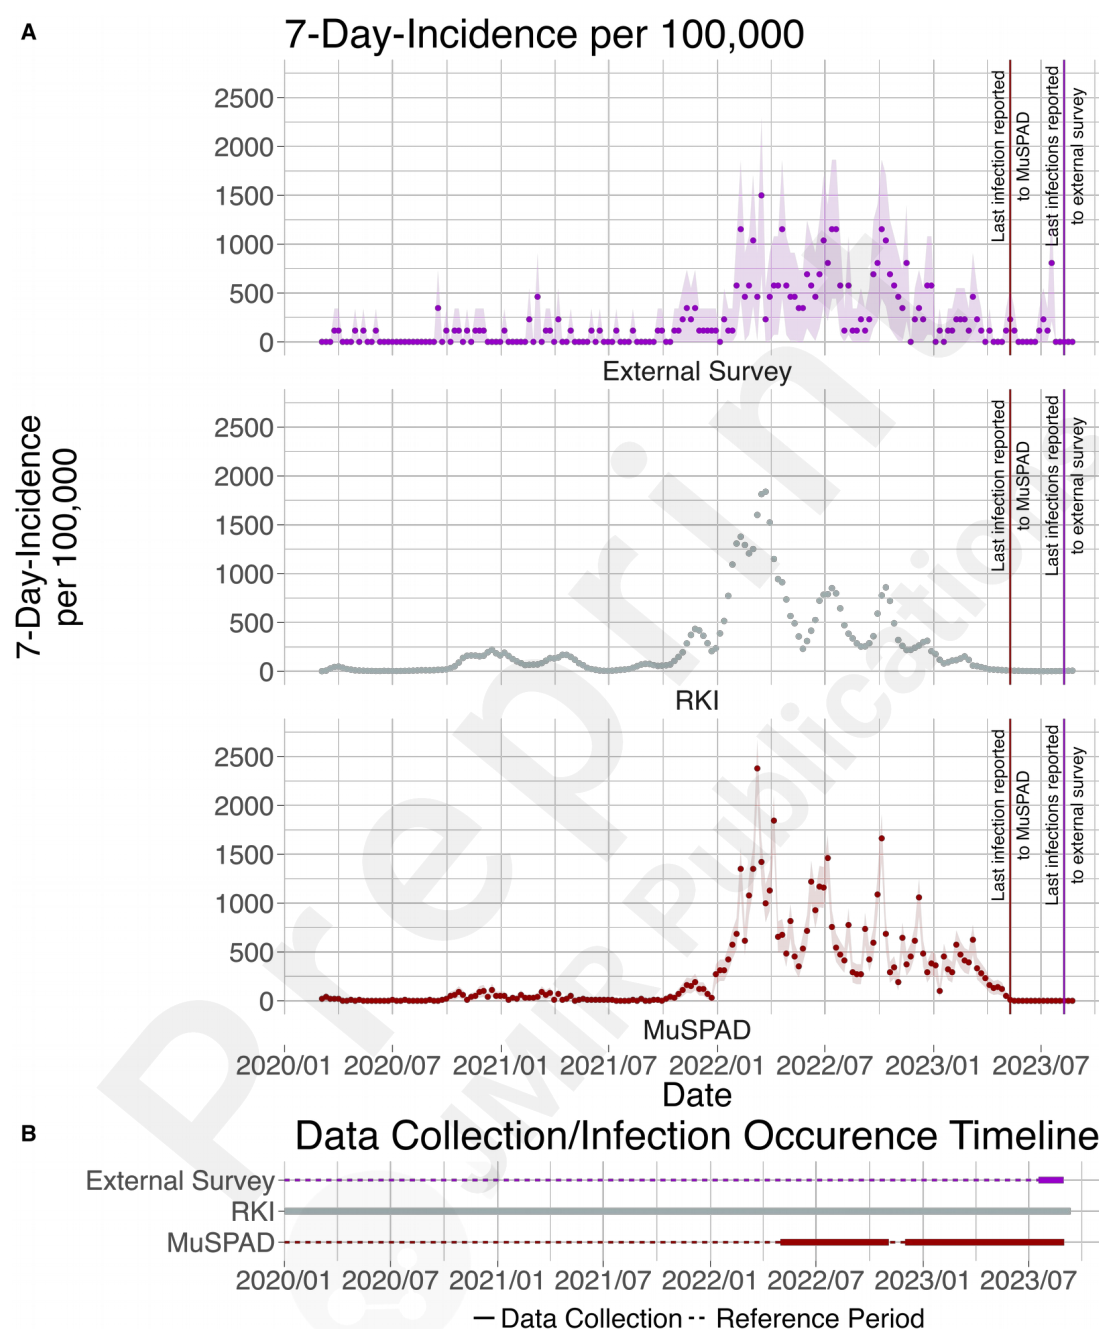 A
7-Day-Incidence per 100,000
2500
2000
1500
1000
500
0
Last infection reported
to MuSPAD
Last infections reported
to external survey
External Survey
7-Day-Incidence
per 100,000
2500
2000
1500
1000
500
0
Last infection reported
to MuSPAD
Last infections reported
to external survey
RKI
2500
2000
1500
1000
500
0
Last infection reported
to MuSPAD
Last infections reported
to external survey
MuSPAD
2020/01 2020/07 2021/01 2021/07 2022/01 2022/07 2023/01 2023/07
Date
B
Data Collection/Infection Occurence Timeline
External Survey
RKI
MuSPAD
2020/01 2020/07 2021/01 2021/07 2022/01 2022/07 2023/01 2023/07
Data Collection Reference Period
Preprint
JMIR Publications